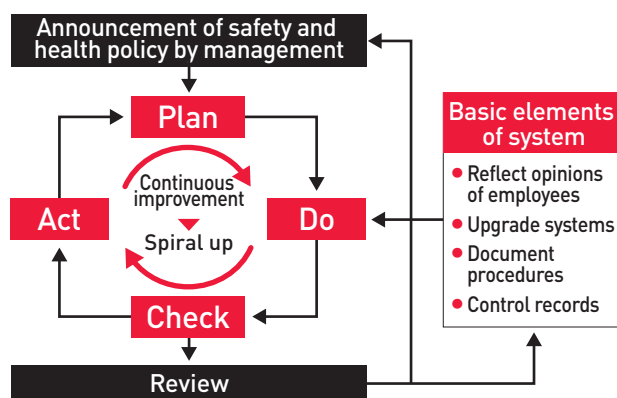 Announcement of safety and
health policy by management
Plan
Continuous
improvement
Spiral up
Act
Do
Check
Review
Basic elements
of system
● Reflect opinions
of employees
● Upgrade systems
● Document
procedures
● Control records